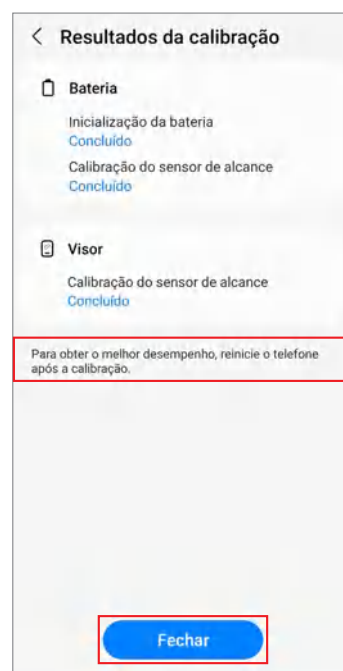 Resultados da calibração
Bateria
Inicialização da bateria
Concluído
Calibração do sensor de alcance
Concluído
Visor
Calibração do sensor de alcance
Concluído
Para obter o melhor desempenho, reinicie o telefone
após a calibração.
Fechar